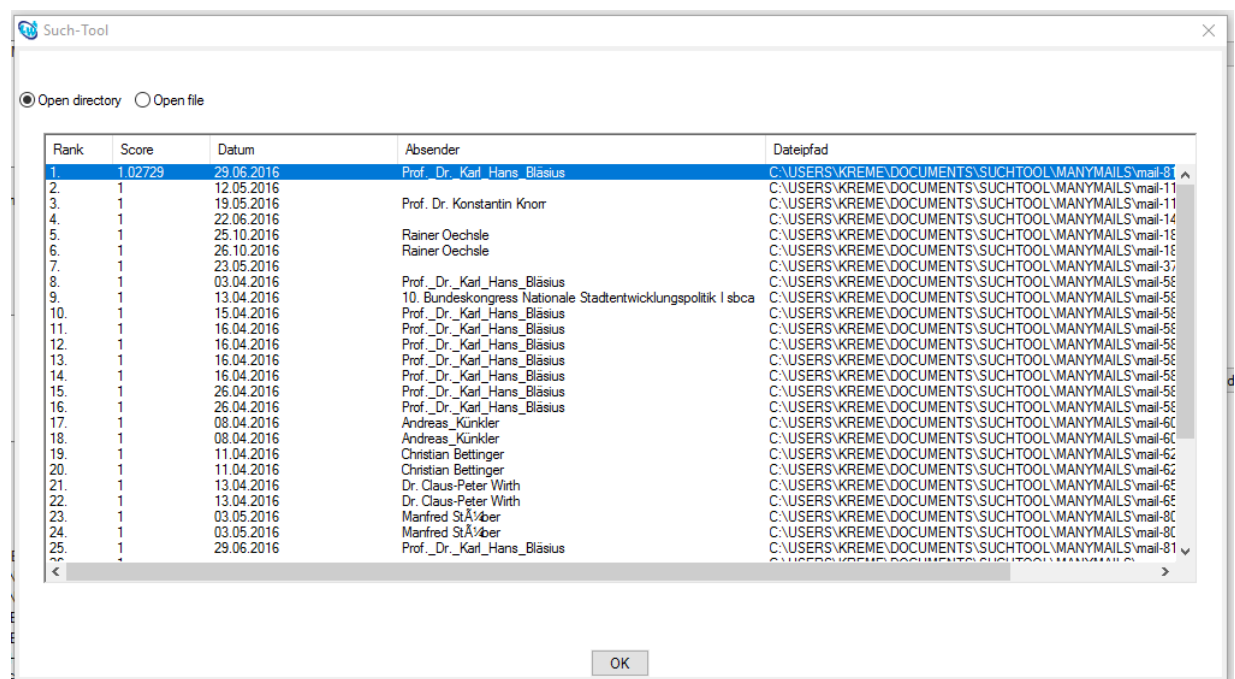 Such-Tool
Open directory Open file
Rank Score Datum Absender Dateipfad
1. 1.02729 29.06.2016 Prof._Dr._Karl_Hans_Bläsius C:\USERS\KREME\DOCUMENTS\SUCHTOOL\MANYMAILS\mail-81
2. 1 12.05.2016 C:\USERS\KREME\DOCUMENTS\SUCHTOOL\MANYMAILS\mail-11
3. 1 19.05.2016 Prof. Dr. Konstantin Knorr C:\USERS\KREME\DOCUMENTS\SUCHTOOL\MANYMAILS\mail-11
4. 1 22.06.2016 C:\USERS\KREME\DOCUMENTS\SUCHTOOL\MANYMAILS\mail-14
5. 1 25.10.2016 Rainer Oechsle C:\USERS\KREME\DOCUMENTS\SUCHTOOL\MANYMAILS\mail-18
6. 1 26.10.2016 Rainer Oechsle C:\USERS\KREME\DOCUMENTS\SUCHTOOL\MANYMAILS\mail-18
7. 1 23.05.2016 C:\USERS\KREME\DOCUMENTS\SUCHTOOL\MANYMAILS\mail-37
8. 1 03.04.2016 Prof._Dr._Karl_Hans_Bläsius C:\USERS\KREME\DOCUMENTS\SUCHTOOL\MANYMAILS\mail-58
9. 1 13.04.2016 10. Bundeskongress Nationale Stadtentwicklungspolitik I sbca C:\USERS\KREME\DOCUMENTS\SUCHTOOL\MANYMAILS\mail-58
10. 1 15.04.2016 Prof._Dr._Karl_Hans_Bläsius C:\USERS\KREME\DOCUMENTS\SUCHTOOL\MANYMAILS\mail-58
11. 1 16.04.2016 Prof._Dr._Karl_Hans_Bläsius C:\USERS\KREME\DOCUMENTS\SUCHTOOL\MANYMAILS\mail-58
12. 1 16.04.2016 Prof._Dr._Karl_Hans_Bläsius C:\USERS\KREME\DOCUMENTS\SUCHTOOL\MANYMAILS\mail-58
13. 1 16.04.2016 Prof._Dr._Karl_Hans_Bläsius C:\USERS\KREME\DOCUMENTS\SUCHTOOL\MANYMAILS\mail-58
14. 1 16.04.2016 Prof._Dr._Karl_Hans_Bläsius C:\USERS\KREME\DOCUMENTS\SUCHTOOL\MANYMAILS\mail-58
15. 1 26.04.2016 Prof._Dr._Karl_Hans_Bläsius C:\USERS\KREME\DOCUMENTS\SUCHTOOL\MANYMAILS\mail-58
16. 1 26.04.2016 Prof._Dr._Karl_Hans_Bläsius C:\USERS\KREME\DOCUMENTS\SUCHTOOL\MANYMAILS\mail-58
17. 1 08.04.2016 Andreas_Künkler C:\USERS\KREME\DOCUMENTS\SUCHTOOL\MANYMAILS\mail-60
18. 1 08.04.2016 Andreas_Künkler C:\USERS\KREME\DOCUMENTS\SUCHTOOL\MANYMAILS\mail-60
19. 1 11.04.2016 Christian Bettinger C:\USERS\KREME\DOCUMENTS\SUCHTOOL\MANYMAILS\mail-62
20. 1 11.04.2016 Christian Bettinger C:\USERS\KREME\DOCUMENTS\SUCHTOOL\MANYMAILS\mail-62
21. 1 13.04.2016 Dr. Claus-Peter Wirth C:\USERS\KREME\DOCUMENTS\SUCHTOOL\MANYMAILS\mail-65
22. 1 13.04.2016 Dr. Claus-Peter Wirth C:\USERS\KREME\DOCUMENTS\SUCHTOOL\MANYMAILS\mail-65
23. 1 03.05.2016 Manfred StÃ¼ber C:\USERS\KREME\DOCUMENTS\SUCHTOOL\MANYMAILS\mail-80
24. 1 03.05.2016 Manfred StÃ¼ber C:\USERS\KREME\DOCUMENTS\SUCHTOOL\MANYMAILS\mail-80
25. 1 29.06.2016 Prof._Dr._Karl_Hans_Bläsius C:\USERS\KREME\DOCUMENTS\SUCHTOOL\MANYMAILS\mail-81
OK